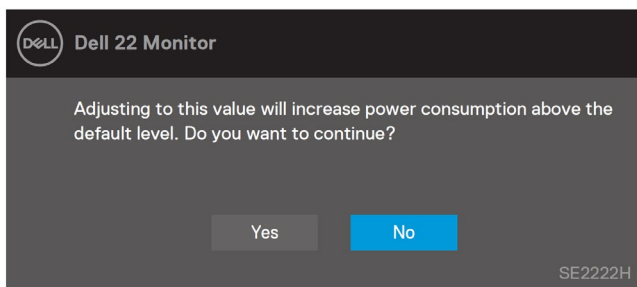 DELL Dell 22 Monitor
Adjusting to this value will increase power consumption above the
default level. Do you want to continue?
Yes No
SE2222H